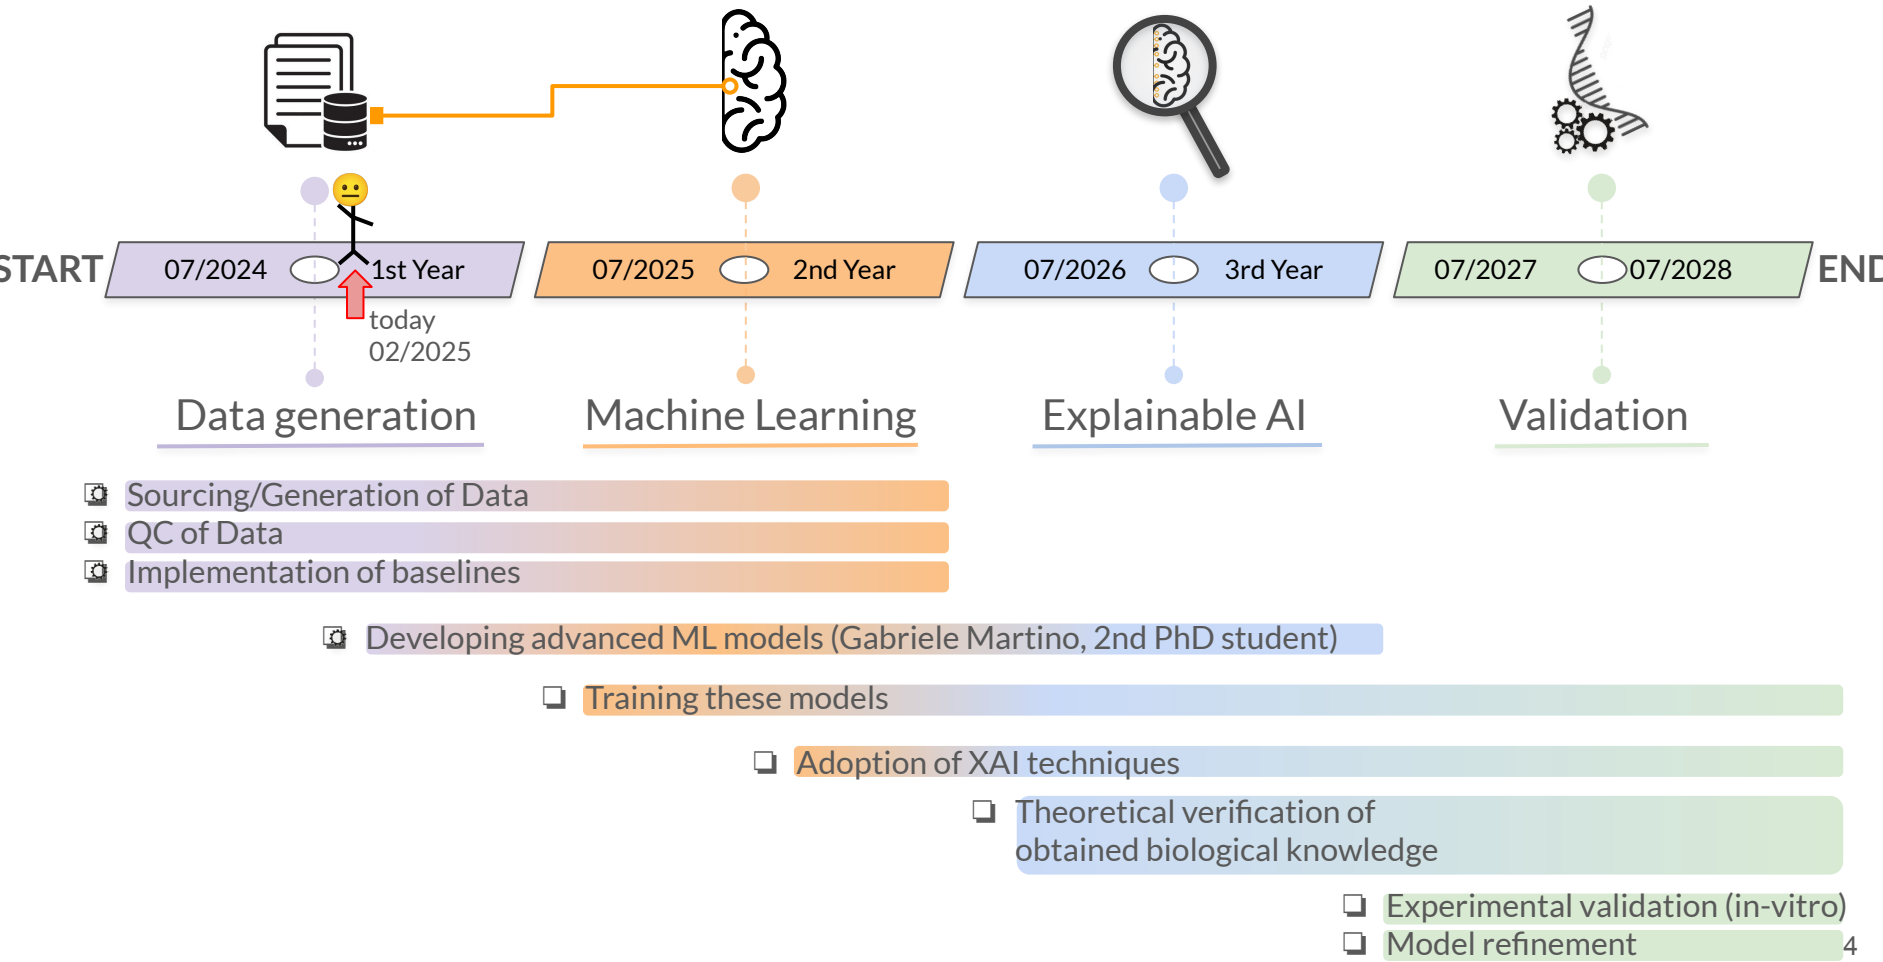 START
07/2024
1st Year
07/2025
2nd Year
07/2026
3rd Year
07/2027
07/2028
END
today
02/2025
Data generation
Machine Learning
Explainable AI
Validation
Sourcing/Generation of Data
QC of Data
Implementation of baselines
Developing advanced ML models (Gabriele Martino, 2nd PhD student)
Training these models
Adoption of XAI techniques
Theoretical verification of
obtained biological knowledge
Experimental validation (in-vitro)
Model refinement
4